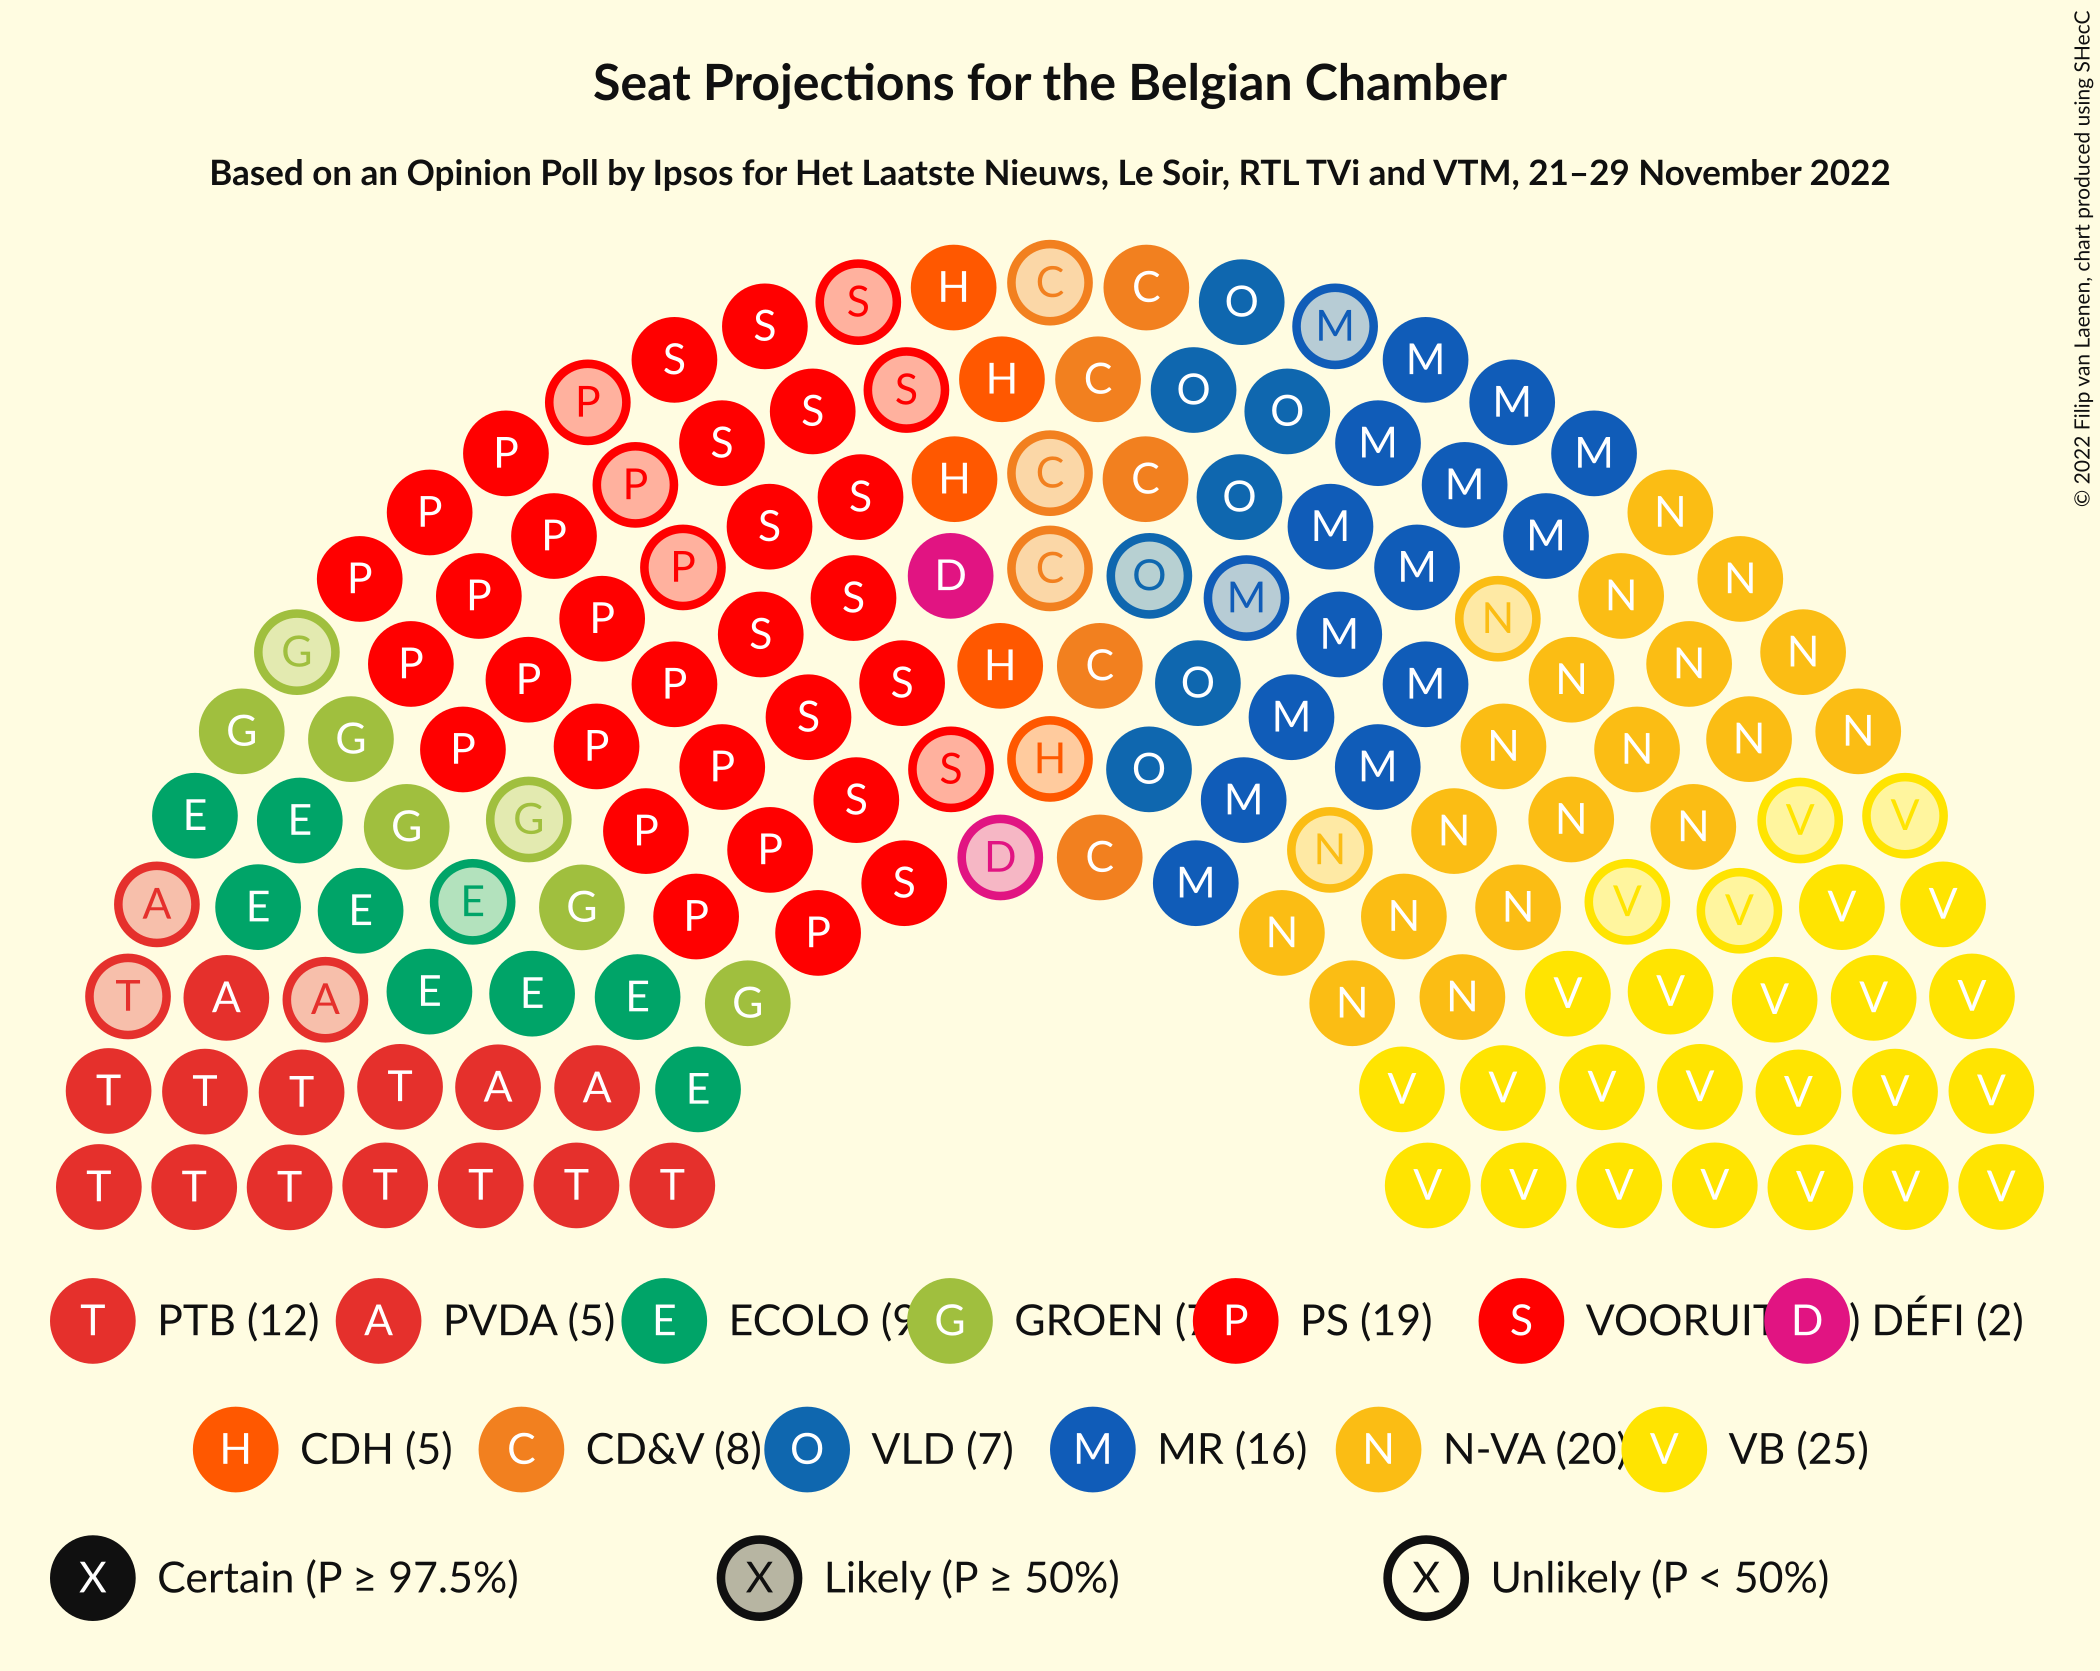 Seat Projections for the Belgian Chamber
Based on an Opinion Poll by Ipsos for Het Laatste Nieuws, Le Soir, RTL TVi and VTM, 21–29 November 2022
© 2022 Filip van Laenen, chart produced using SHecC
H C C O
S M
S M
S H C O
P S O M M
S M
P H C C O M M
P S S M N
P D C O M M
P P S S M N N
P P S M N
G P P S H C O M N N
P P P S M N N
G G P P P S S H O M M N N N N
E E G G P P S D C M N N N N V V
A E E E G P P S M N N N V V V V
T A A E E E G N N V V V V V
T T T T A A E V V V V V V V
T T T T T T T V V V V V V V
T PTB (12) A PVDA (5) E ECOLO (9 G GROEN (7 P PS (19) S VOORUIT D ) DÉFI (2)
H CDH (5) C CD&V (8) O VLD (7) M MR (16) N N-VA (20) V VB (25)
X Certain (P ≥ 97.5%) X Likely (P ≥ 50%) X Unlikely (P < 50%)